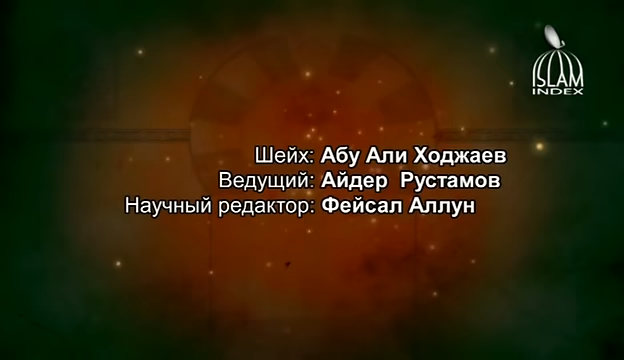 ISLAM
INDEX
Шейх: Абу Али Ходжаев
Ведущий: Айдер Рустамов
Научный редактор: Фейсал Аллун